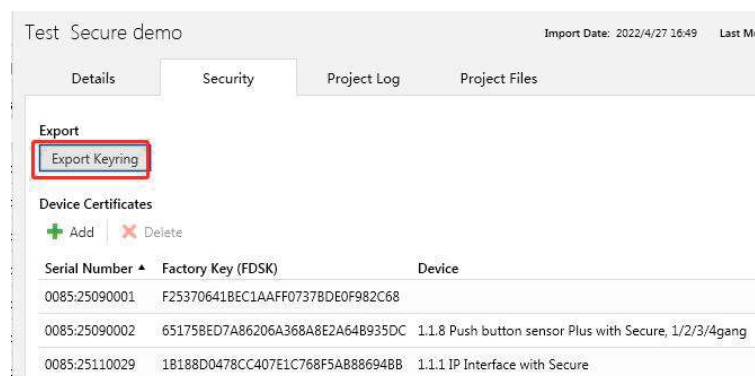 Test Secure demo Import Date: 2022/4/27 16:49 Last M
Details Security Project Log Project Files
Export
Export Keyring
Device Certificates
Add Delete
Serial Number Factory Key (FDSK) Device
0085:25090001 F25370641BEC1AAFF0737BDE0F982C68
0085:25090002 65175BED7A86206A368A8E2A64B935DC 1.1.8 Push button sensor Plus with Secure, 1/2/3/4gang
0085:25110029 1B188D0478CC407E1C768F5AB88694BB 1.1.1 IP Interface with Secure